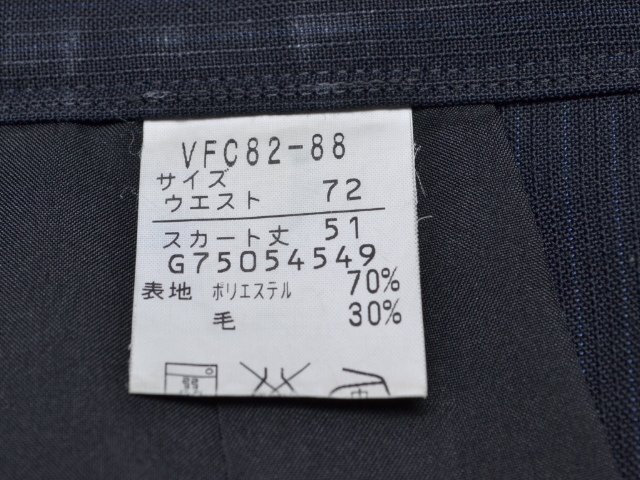 VFC82-88
サイズ
ウエスト 72
スカート丈 51
G75054549
表地 ポリエステル 70%
毛 30%
中